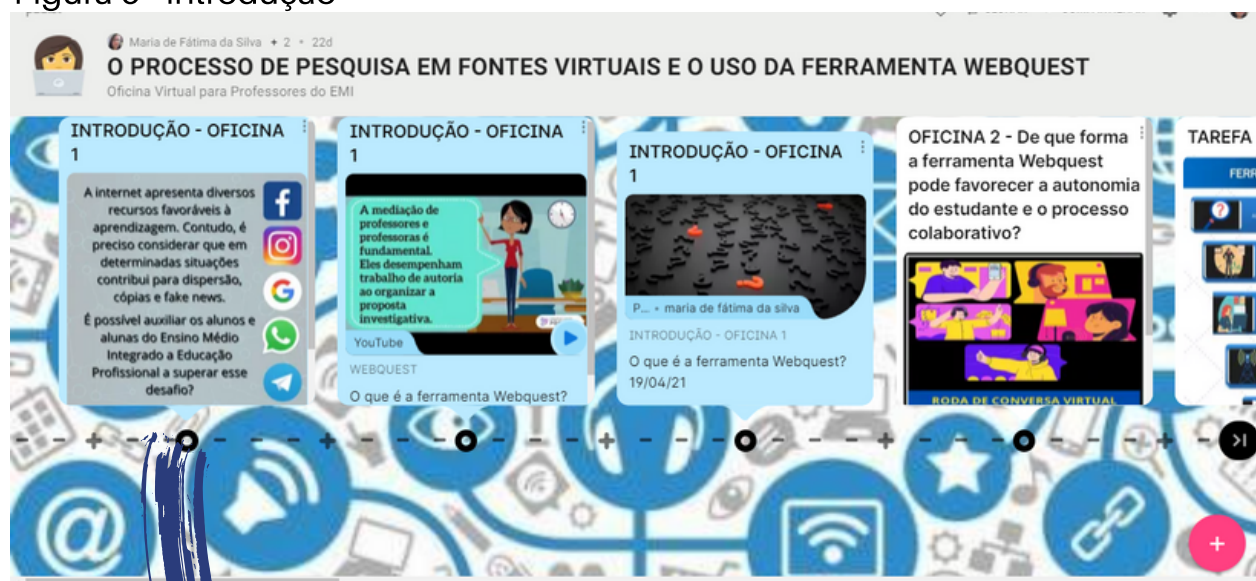 Introdução
Maria de Fátima da Silva + 2 • 22d
O PROCESSO DE PESQUISA EM FONTES VIRTUAIS E O USO DA FERRAMENTA WEBQUEST
Oficina Virtual para Professores do EMI
INTRODUÇÃO - OFICINA
1
A internet apresenta diversos
recursos favoráveis à
aprendizagem. Contudo, é
preciso considerar que em
determinadas situações
contribui para dispersão,
cópias e fake news.
É possível auxiliar os alunos e
alunas do Ensino Médio
Integrado a Educação
Profissional a superar esse
desafio?
INTRODUÇÃO - OFICINA
1
A mediação de
professores e
professoras é
fundamental.
Eles desempenham
trabalho de autoria
ao organizar a
proposta
investigativa.
YouTube
WEBQUEST
O que é a ferramenta Webquest?
INTRODUÇÃO - OFICINA
1
P... • maria de fátima da silva
INTRODUÇÃO - OFICINA 1
O que é a ferramenta Webquest?
19/04/21
OFICINA 2 - De que forma
a ferramenta Webquest
pode favorecer a autonomia
do estudante e o processo
colaborativo?
RODA DE CONVERSA VIRTUAL
TAREFA
FERR